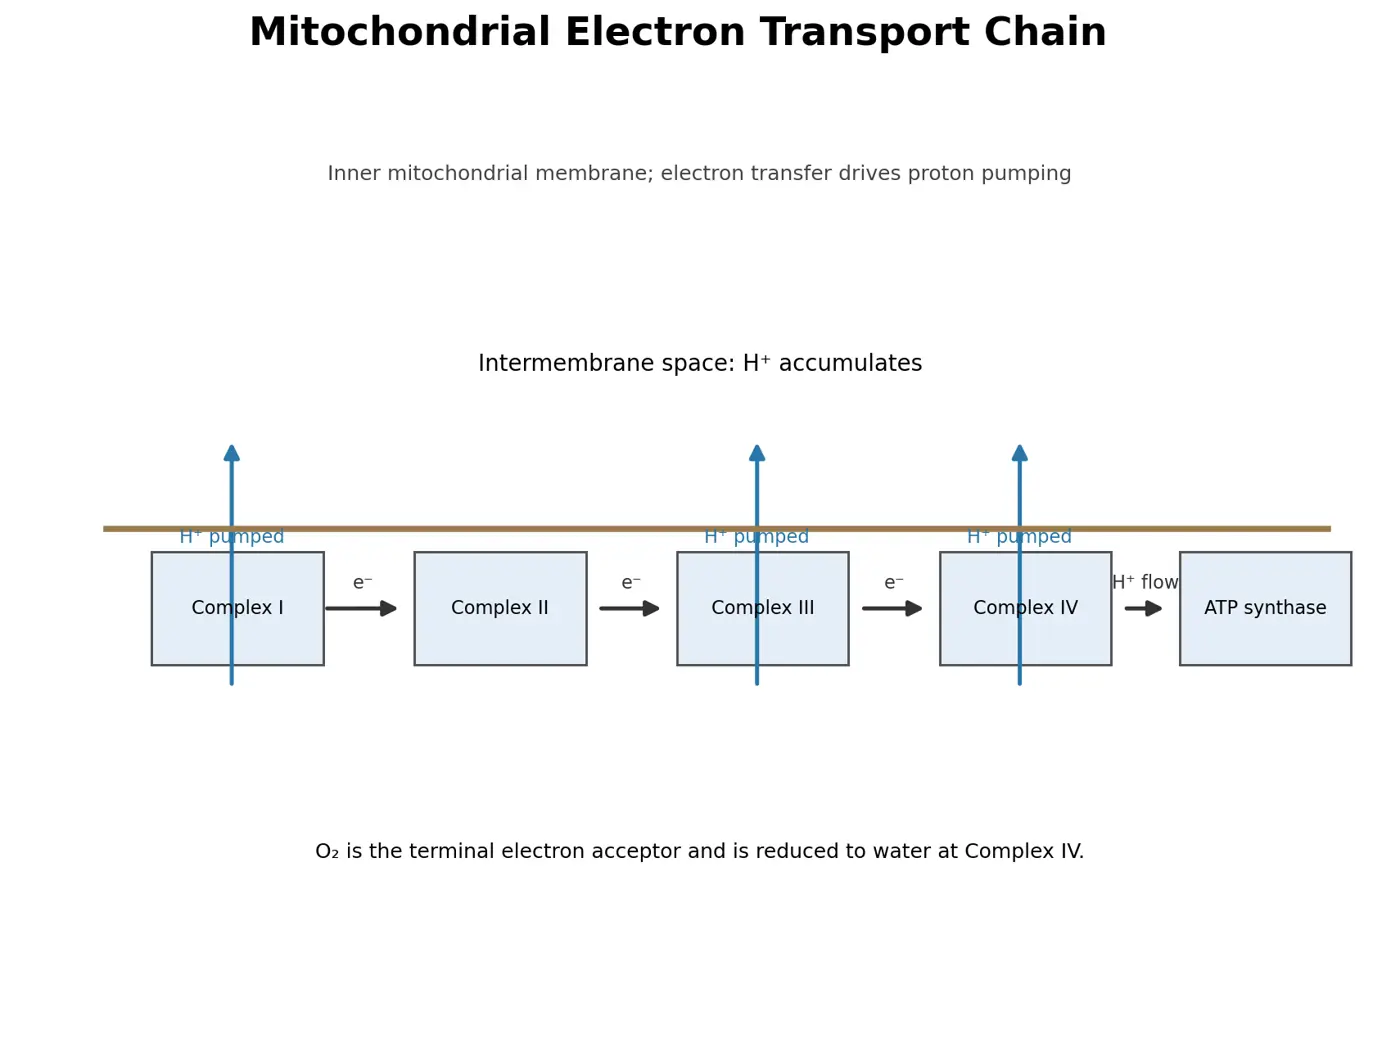 Mitochondrial Electron Transport Chain
Inner mitochondrial membrane; electron transfer drives proton pumping
Intermembrane space: H⁺ accumulates
H⁺ pumped
H⁺ pumped
H⁺ pumped
e⁻
e⁻
e⁻
H⁺ flow
Complex I
Complex II
Complex III
Complex IV
ATP synthase
O₂ is the terminal electron acceptor and is reduced to water at Complex IV.